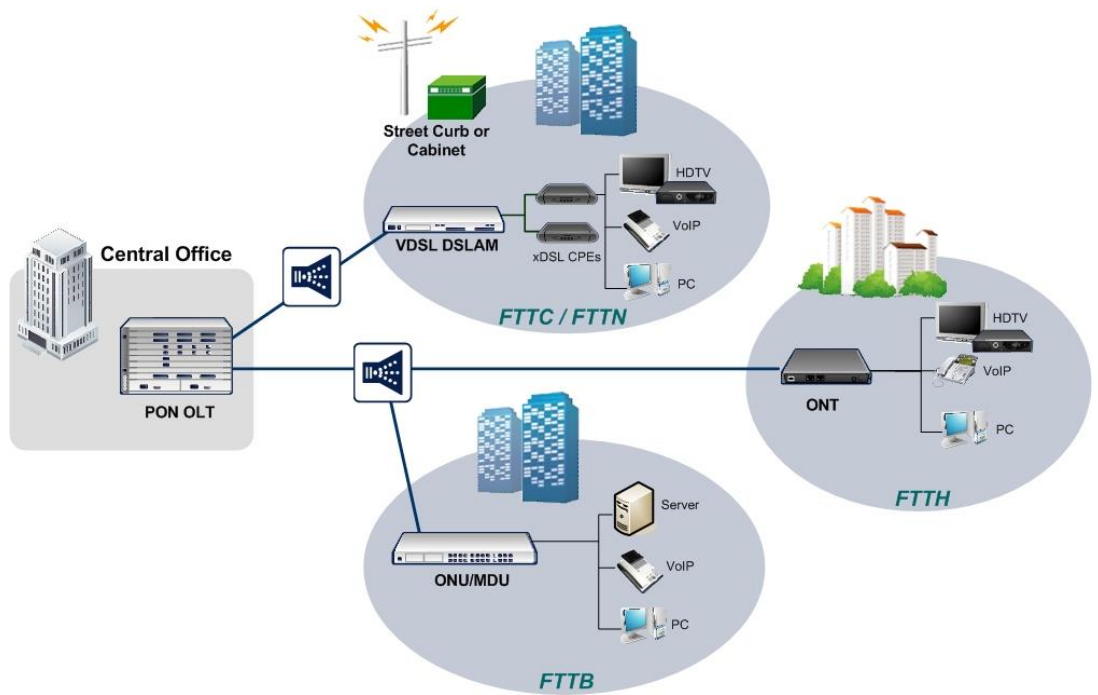 Street Curb or
Cabinet
HDTV
VoIP
PC
VDSL DSLAM
xDSL CPEs
FTTC / FTTN
Central Office
PON OLT
HDTV
VoIP
PC
ONT
FTTH
Server
VoIP
PC
ONU/MDU
FTTB